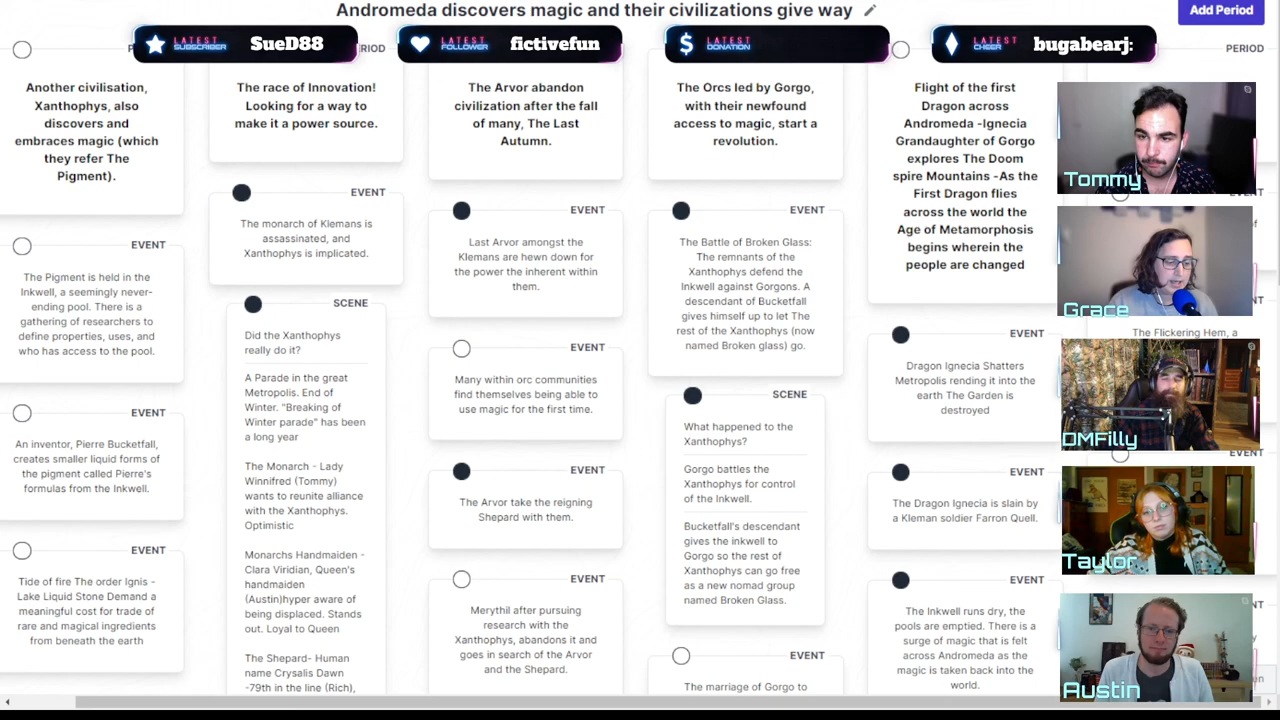 Andromeda discovers magic and their civilizations give way
Add Period
LATEST
SUBSCRIBER
SueD88
LATEST
FOLLOWER
fictivefun
LATEST
DONATION
LATEST
CHEER
bugabearj:
P
Another civilisation,
Xanthophys, also
discovers and
embraces magic (which
they refer The
Pigment).
EVENT
The Pigment is held in the
Inkwell, a seemingly never-
ending pool. There is a
gathering of researchers to
define properties, uses, and
who has access to the pool.
EVENT
An inventor, Pierre Bucketfall,
creates smaller liquid forms of
the pigment called Pierre's
formulas from the Inkwell.
EVENT
Tide of fire The order Ignis -
Lake Liquid Stone Demand a
meaningful cost for trade of
rare and magical ingredients
from beneath the earth
RIOD
The race of Innovation!
Looking for a way to
make it a power source.
EVENT
The monarch of Klemans is
assassinated, and
Xanthophys is implicated.
SCENE
Did the Xanthophys
really do it?
A Parade in the great
Metropolis. End of
Winter. "Breaking of
Winter parade" has been
a long year
The Monarch - Lady
Winnifred (Tommy)
wants to reunite alliance
with the Xanthophys.
Optimistic
Monarchs Handmaiden -
Clara Viridian, Queen's
handmaiden
(Austin)hyper aware of
being displaced. Stands
out. Loyal to Queen
The Shepard- Human
name Crysalis Dawn
-79th in the line (Rich),
The Arvor abandon
civilization after the fall
of many, The Last
Autumn.
EVENT
Last Arvor amongst the
Klemans are hewn down for
the power the inherent within
them.
EVENT
Many within orc communities
find themselves being able to
use magic for the first time.
EVENT
The Arvor take the reigning
Shepard with them.
EVENT
Merythil after pursuing
research with the
Xanthophys, abandons it and
goes in search of the Arvor
and the Shepard.
The Orcs led by Gorgo,
with their newfound
access to magic, start a
revolution.
EVENT
The Battle of Broken Glass:
The remnants of the
Xanthophys defend the
Inkwell against Gorgons. A
descendant of Bucketfall
gives himself up to let The
rest of the Xanthophys (now
named Broken glass) go.
SCENE
What happened to the
Xanthophys?
Gorgo battles the
Xanthophys for control
of the Inkwell.
Bucketfall's descendant
gives the inkwell to
Gorgo so the rest of
Xanthophys can go free
as a new nomad group
named Broken Glass.
EVENT
The marriage of Gorgo to
Flight of the first
Dragon across
Andromeda -Ignecia
Grandaughter of Gorgo
explores The Doom
spire Mountains -As the
First Dragon flies
across the world the
Age of Metamorphosis
begins wherein the
people are changed
EVENT
Dragon Ignecia Shatters
Metropolis rending it into the
earth The Garden is
destroyed
EVENT
The Dragon Ignecia is slain by
a Kleman soldier Farron Quell.
EVENT
The Inkwell runs dry, the
pools are emptied. There is a
surge of magic that is felt
across Andromeda as the
magic is taken back into the
world.
PERIOD
The Flickering Hem, a
EVENT
Tommy
Grace
DMFilly
Taylor
Austin